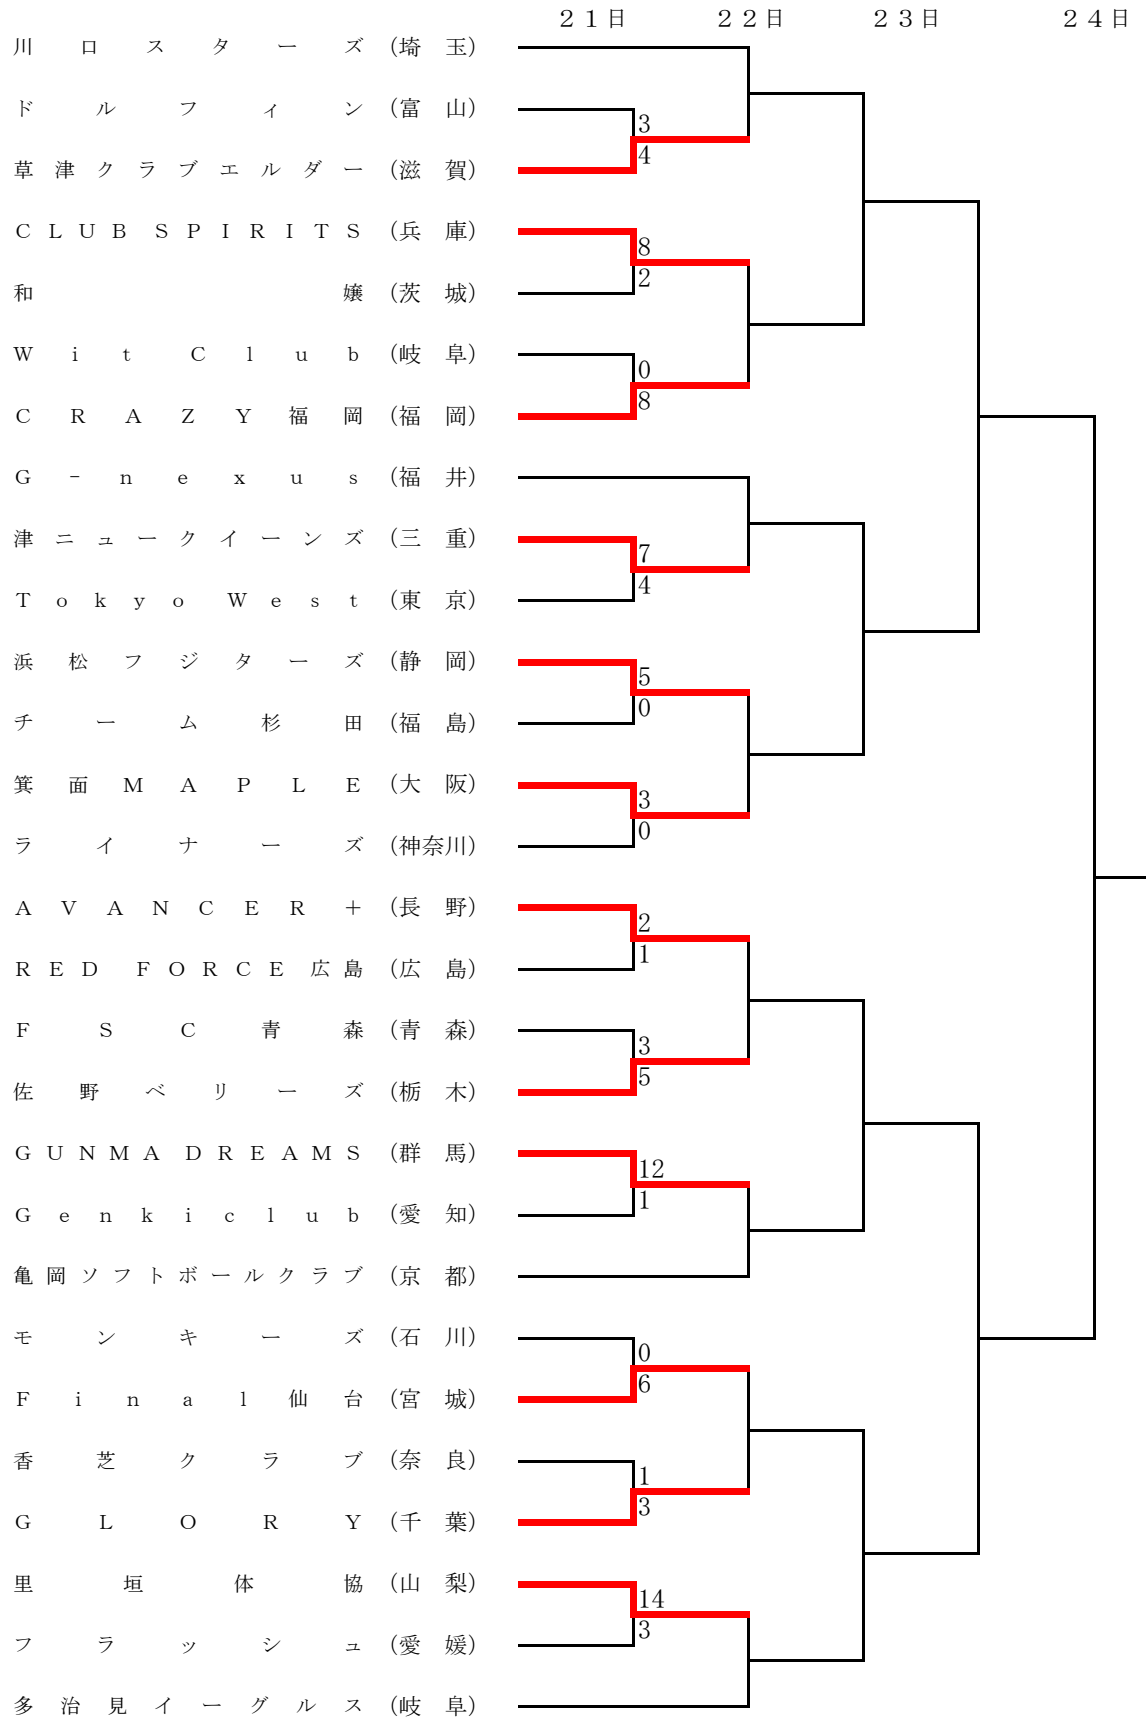 ２１日 ２２日 ２３日 ２４日
川口スターズ（埼玉）
ドルフィン（富山）
3
4
草津クラブエルダー（滋賀）
ＣＬＵＢ ＳＰＩＲＩＴＳ（兵庫）
8
2
和嬢（茨城）
Ｗｉｔ Ｃｌｕｂ（岐阜）
0
8
ＣＲＡＺＹ福岡（福岡）
Ｇ－ｎｅｘｕｓ（福井）
津ニュークイーンズ（三重）
7
4
Ｔｏｋｙｏ Ｗｅｓｔ（東京）
浜松フジターズ（静岡）
5
0
チーム杉田（福島）
箕面ＭＡＰＬＥ（大阪）
3
0
ライナーズ（神奈川）
ＡＶＡＮＣＥＲ＋（長野）
2
1
ＲＥＤ ＦＯＲＣＥ広島（広島）
ＦＳＣ青森（青森）
3
5
佐野ベリーズ（栃木）
ＧＵＮＭＡ ＤＲＥＡＭＳ（群馬）
12
1
Ｇｅｎｋｉｃｌｕｂ（愛知）
亀岡ソフトボールクラブ（京都）
モンキーズ（石川）
0
6
Ｆｉｎａｌ仙台（宮城）
香芝クラブ（奈良）
1
3
ＧＬＯＲＹ（千葉）
里垣体協（山梨）
14
3
フラッシュ（愛媛）
多治見イーグルス（岐阜）